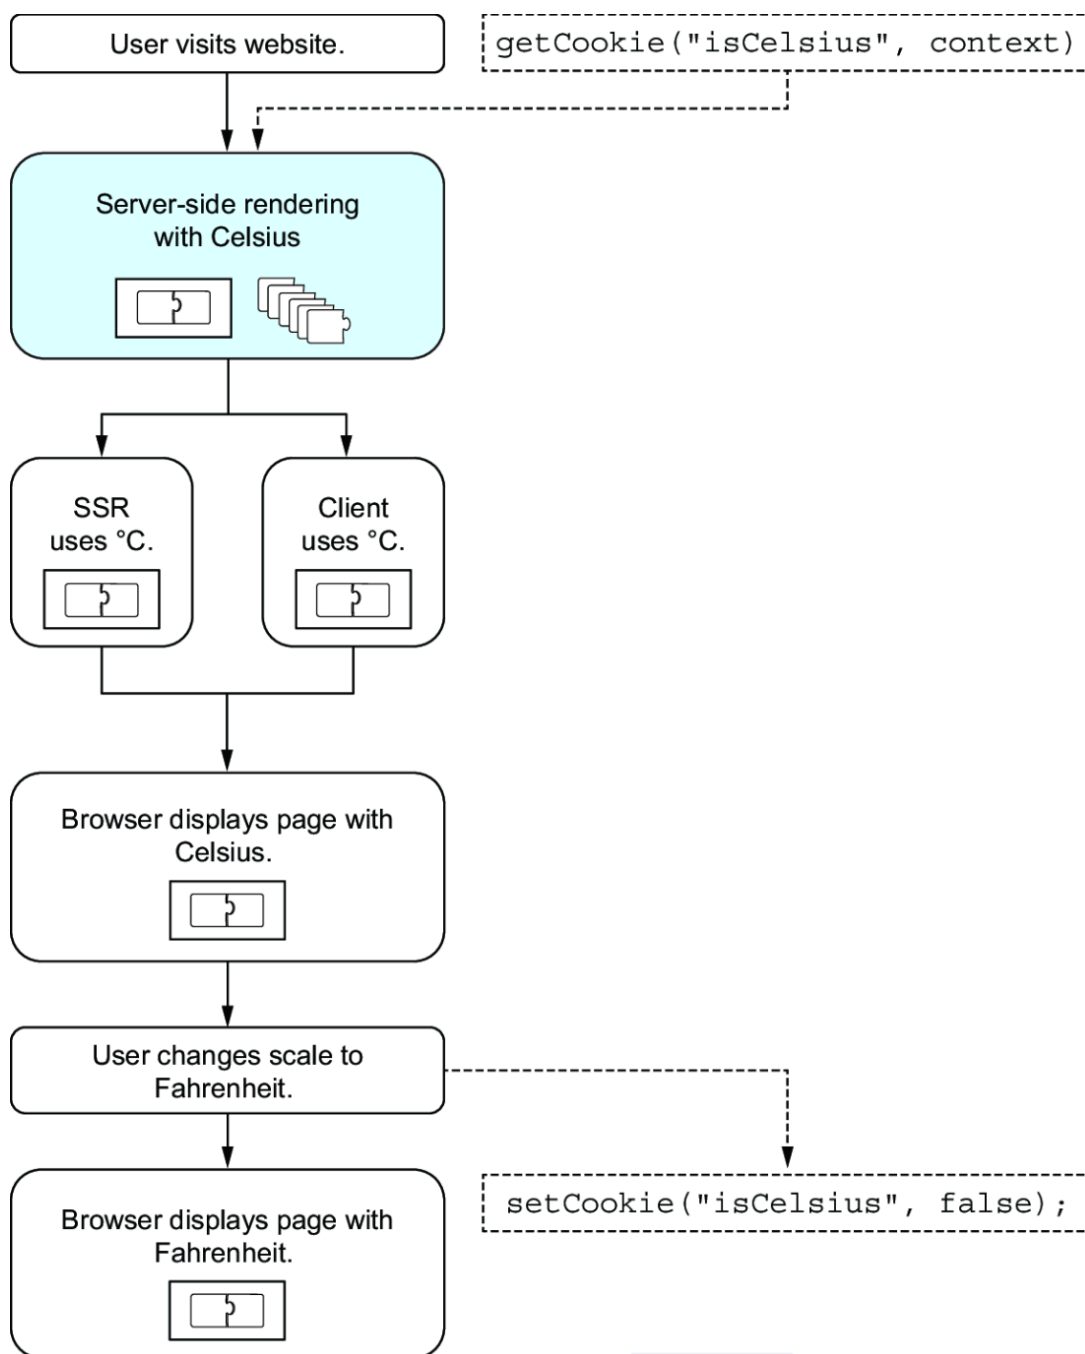 User visits website.
getCookie("isCelsius", context)
Server-side rendering
with Celsius
SSR
uses °C.
Client
uses °C.
Browser displays page with
Celsius.
User changes scale to
Fahrenheit.
Browser displays page with
Fahrenheit.
setCookie("isCelsius", false);